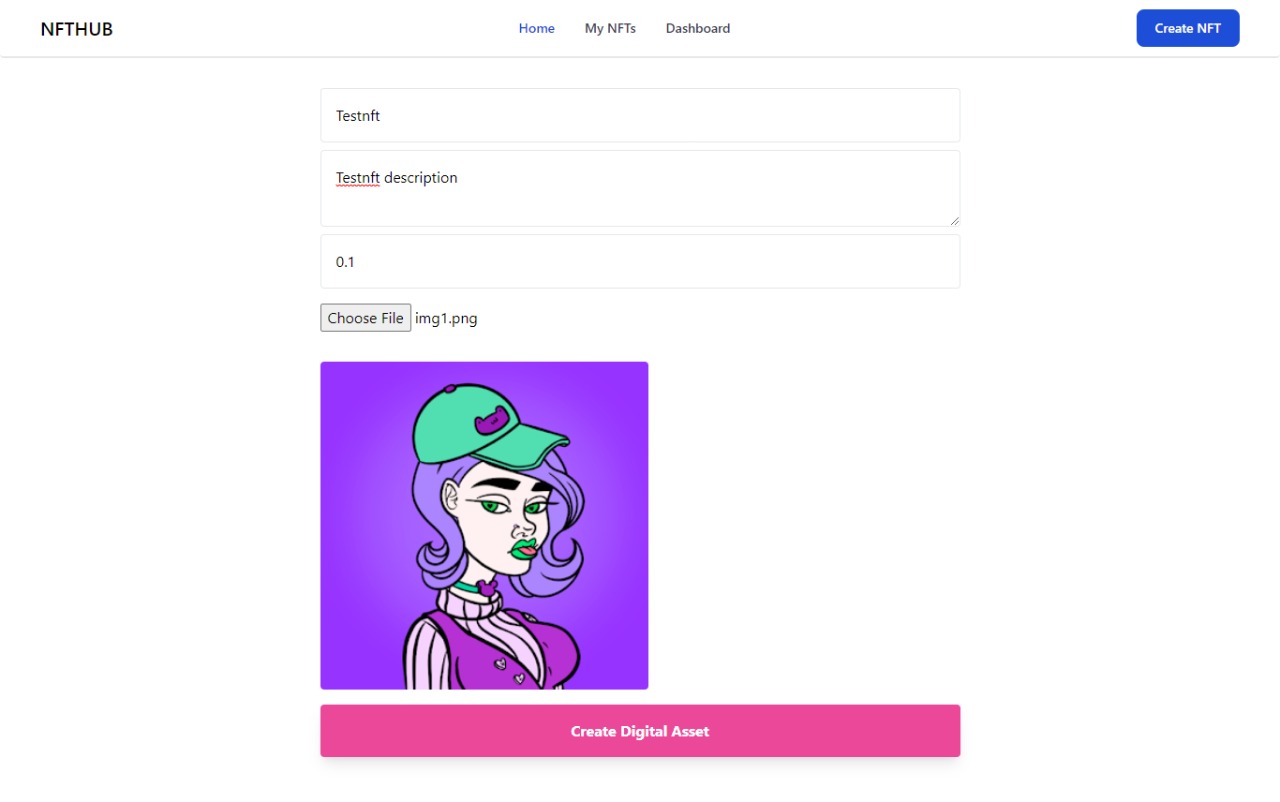 NFTHUB
Home
My NFTs
Dashboard
Create NFT
Testnft
Testnft description
0.1
Choose File img1.png
Create Digital Asset